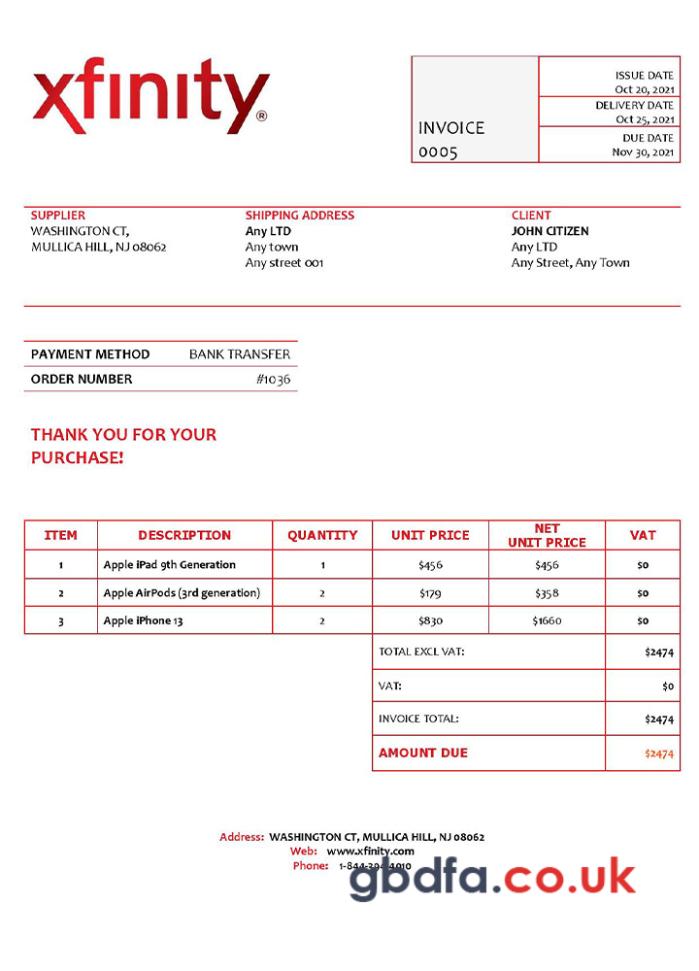 xfinity®
INVOICE
0005
ISSUE DATE
Oct 20, 2021
DELIVERY DATE
Oct 25, 2021
DUE DATE
Nov 30, 2021
SUPPLIER
WASHINGTON CT,
MULLICA HILL, NJ 08062
SHIPPING ADDRESS
Any LTD
Any town
Any street 001
CLIENT
JOHN CITIZEN
Any LTD
Any Street, Any Town
PAYMENT METHOD BANK TRANSFER
ORDER NUMBER #1036
THANK YOU FOR YOUR
PURCHASE!
ITEM DESCRIPTION QUANTITY UNIT PRICE NET UNIT PRICE VAT
1 Apple iPad 9th Generation 1 $456 $456 $0
2 Apple AirPods (3rd generation) 2 $179 $358 $0
3 Apple iPhone 13 2 $830 $1660 $0
TOTAL EXCL VAT: $2474
VAT: $0
INVOICE TOTAL: $2474
AMOUNT DUE $2474
Address: WASHINGTON CT, MULLICA HILL, NJ 08062
Web: www.xfinity.com
Phone:
gbdfa.co.uk